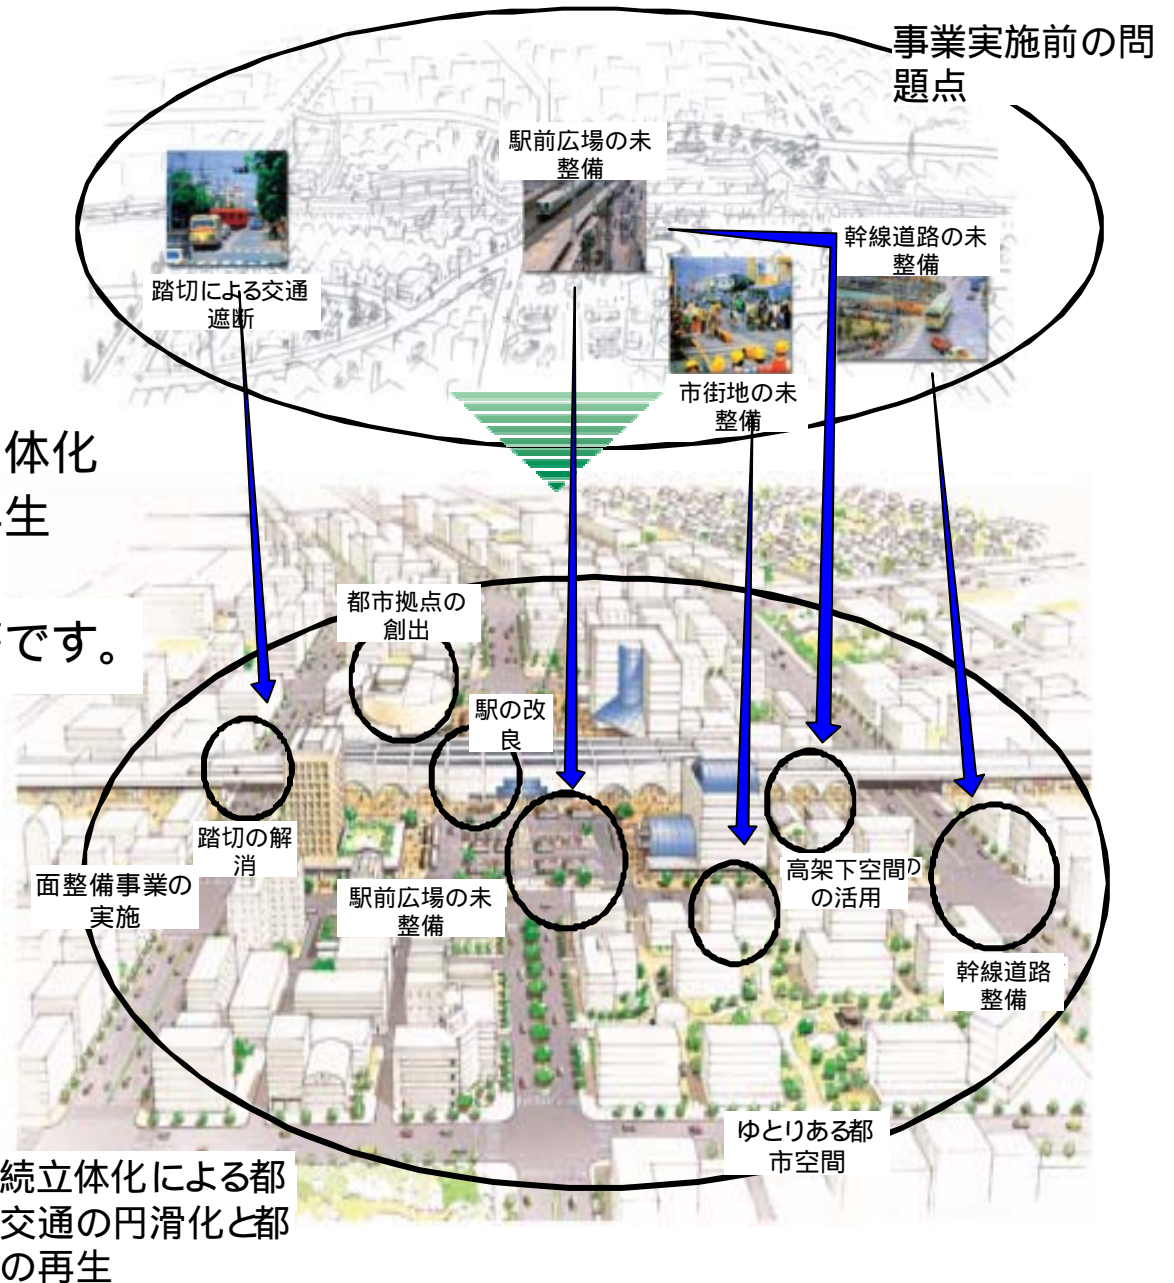 事業実施前の問
題点
駅前広場の未
整備
幹線道路の未
整備
踏切による交通
遮断
市街地の未
整備
体化
生
です。
都市拠点の
創出
駅の改
良
踏切の解
消
面整備事業の
実施
駅前広場の未
整備
高架下空間の
の活用
幹線道路
整備
ゆとりある都
市空間
続立体化による都
交通の円滑化と都
の再生